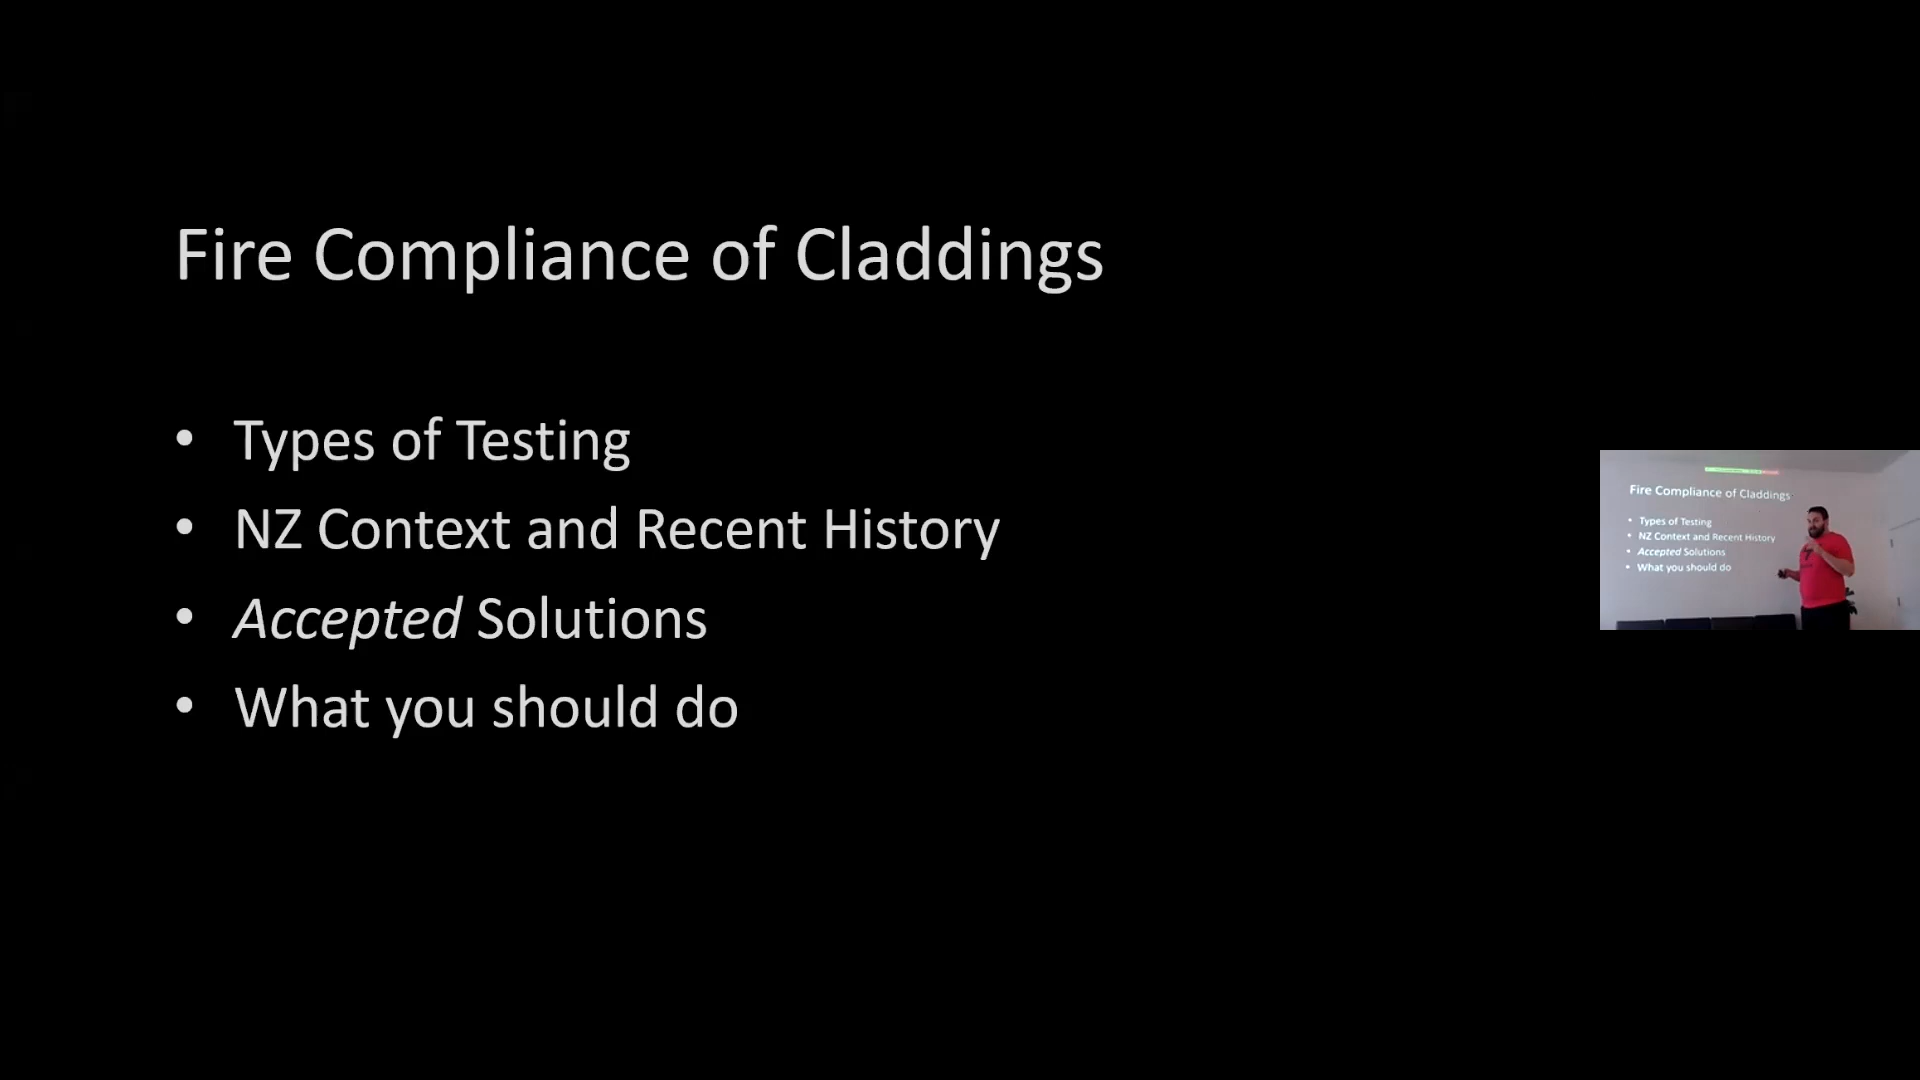 Fire Compliance of Claddings
• Types of Testing
• NZ Context and Recent History
• Accepted Solutions
• What you should do
Fire Compliance of Claddings
• Types of Testing
• NZ Context and Recent History
• Accepted Solutions
• What you should do